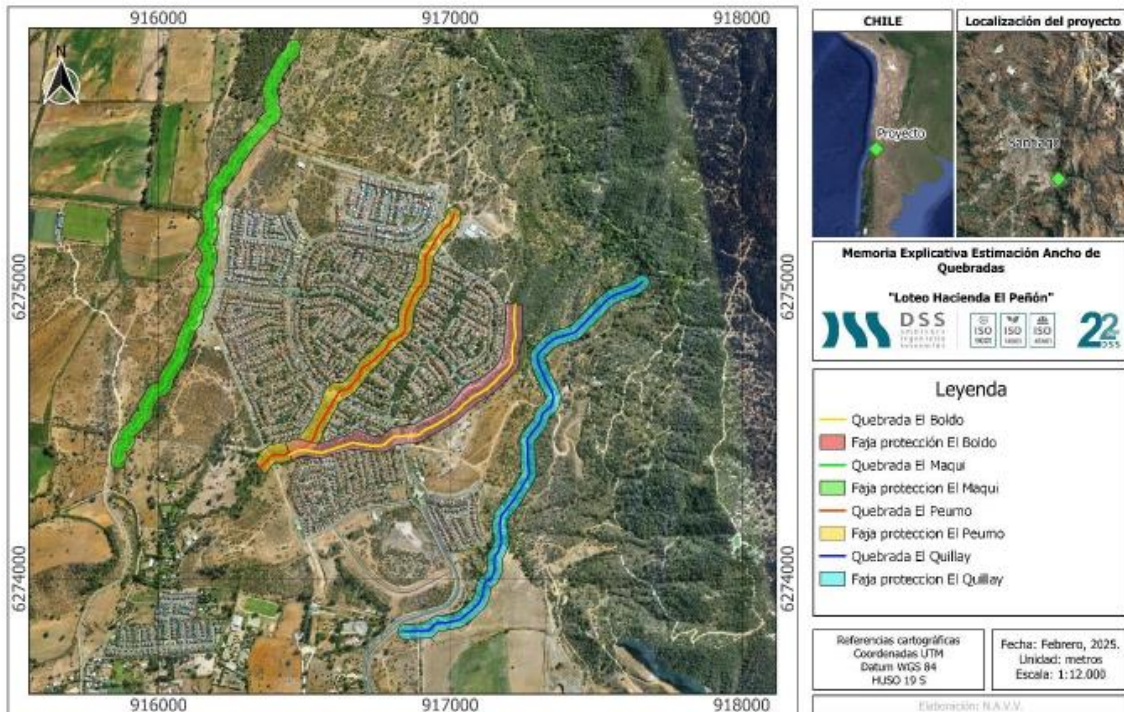 916000
917000
918000
N
6275000
6275000
6274000
6274000
916000
917000
918000
CHILE
Proyecto
Localización del proyecto
Memoria Explicativa Estimación Ancho de
Quebradas
"Loteo Hacienda El Peñón"
DSS
ISO
ISO
ISO
22
DSS
Leyenda
Quebrada El Boldo
Faja protección El Boldo
Quebrada El Maqui
Faja proteccion El Maqui
Quebrada El Peumo
Faja protección El Peumo
Quebrada El Quillay
Faja proteccion El Quillay
Referencias cartográficas
Coordenadas UTM
Datum WGS 84
HUSO 19 S
Fecha: Febrero, 2025.
Unidad: metros
Escala: 1:12.000
Elaboración: N.A.V.V.